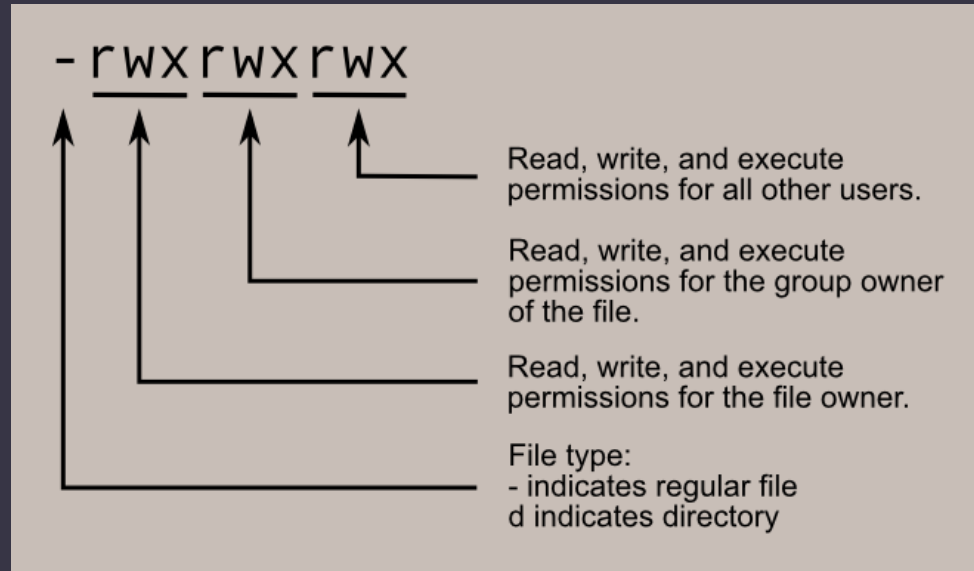 -rwxrwxrwx
Read, write, and execute
permissions for all other users.
Read, write, and execute
permissions for the group owner
of the file.
Read, write, and execute
permissions for the file owner.
File type:
- indicates regular file
d indicates directory